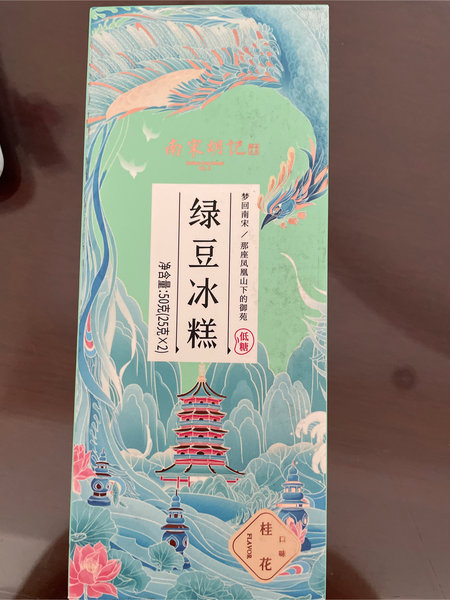 南宋姚记
绿豆冰糕
净含量:50克(25克×2)
梦回南宋/那座凤凰山下的御苑
低糖
桂花
口味
FLAVOR